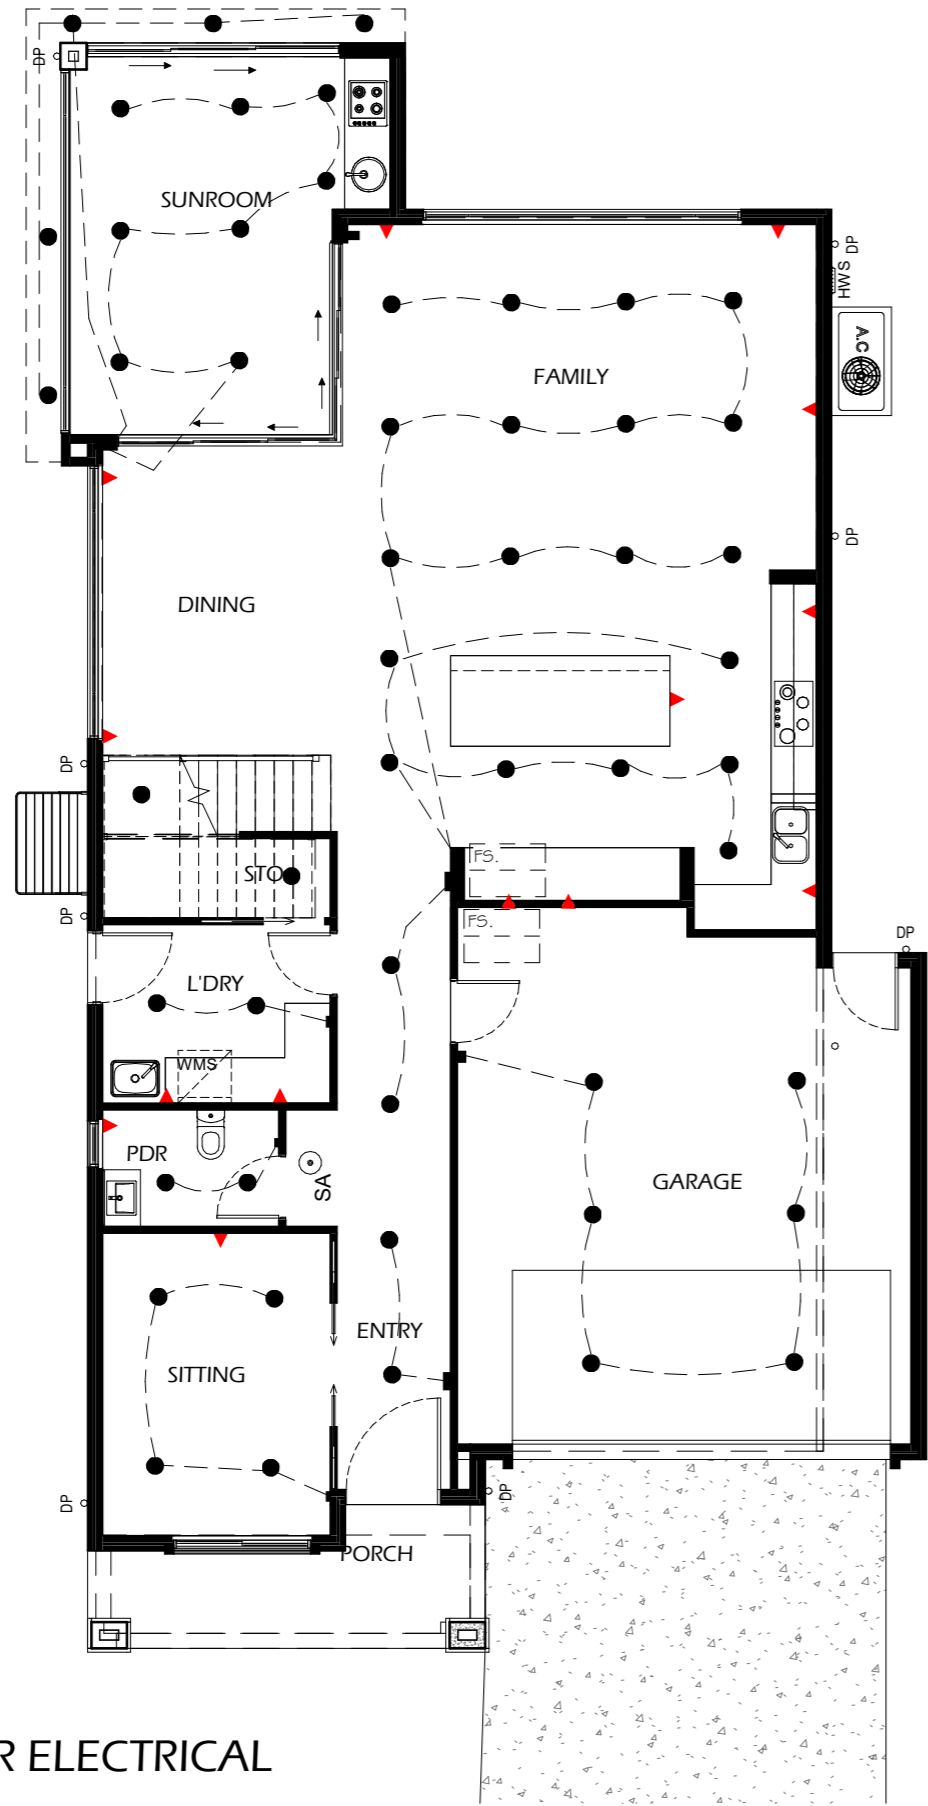 DP
SUNROOM
DP
HWS
A.C
FAMILY
DP
DINING
DP
FS.
STO
DP
FS.
DP
L'DRY
WMS
PDR
SA
GARAGE
ENTRY
SITTING
DP
DP
PORCH
R ELECTRICAL